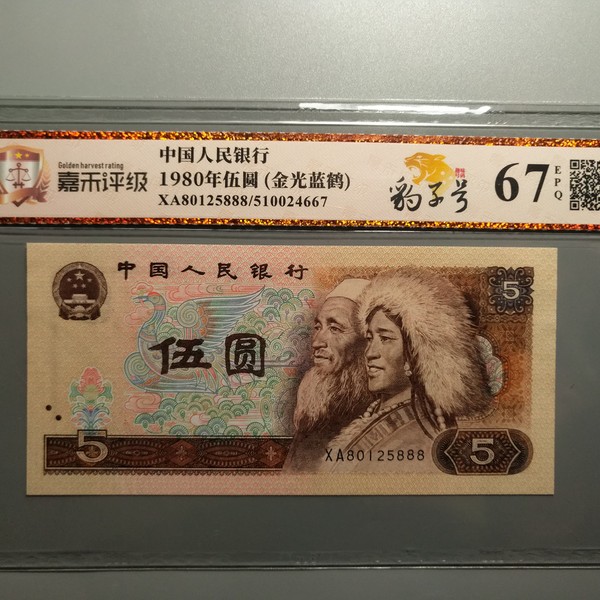 Golden harvest rating
嘉禾评级
中国人民银行
1980年伍圆(金光蓝鹤)
XA80125888/510024667
豹子号
67
EPQ
中国人民银行
5
伍圆
5
XA80125888
5